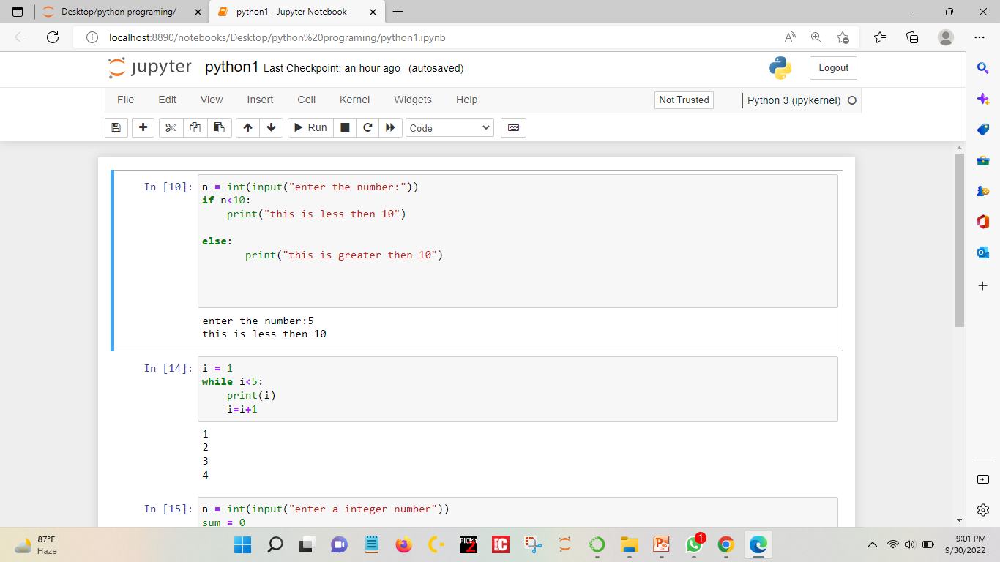 Desktop/python programing/
python1 - Jupyter Notebook
localhost:8890/notebooks/Desktop/python%20programing/python1.ipynb
jupyter python1 Last Checkpoint: an hour ago (autosaved)
Logout
File Edit View Insert Cell Kernel Widgets Help
Not Trusted
Python 3 (ipykernel)
Run
Code
In [10]: n = int(input("enter the number:"))
if n<10:
    print("this is less then 10")
else:
       print("this is greater then 10")
enter the number:5
this is less then 10
In [14]: i = 1
while i<5:
    print(i)
    i=i+1
1
2
3
4
In [15]: n = int(input("enter a integer number"))
sum = 0
87°F
Haze
PICkit
2
IC
1
9:01 PM
9/30/2022